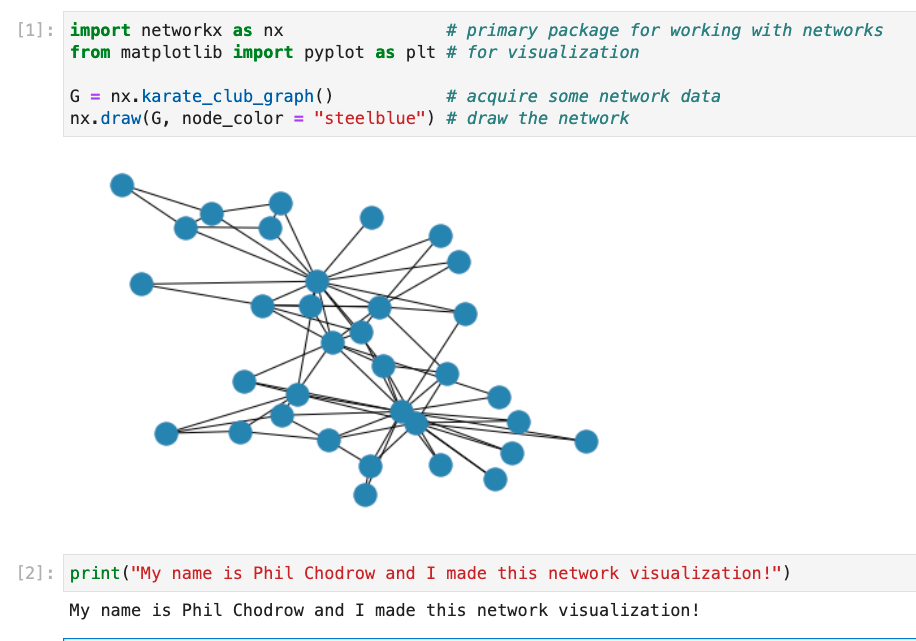 [1]: import networkx as nx # primary package for working with networks
from matplotlib import pyplot as plt # for visualization
G = nx.karate_club_graph() # acquire some network data
nx.draw(G, node_color = "steelblue") # draw the network
[2]: print("My name is Phil Chodrow and I made this network visualization!")
My name is Phil Chodrow and I made this network visualization!